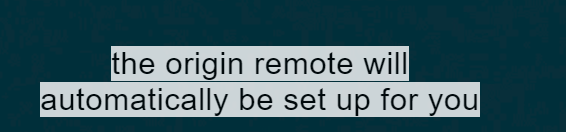 the origin remote will
automatically be set up for you